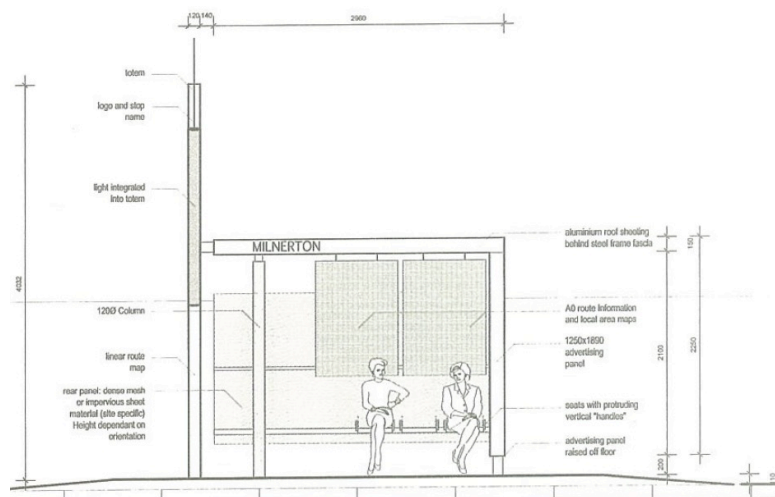 120 140
2960
totem
logo and stop
name
light integrated
into totem
4032
MILNERTON
aluminium roof sheeting
behind steel frame fascia
150
120Ø Column
A0 route information
and local area maps
1250x1800
advertising
panel
2100
2250
linear route
map
rear panel: dense mesh
or impervious sheet
material (site specific)
Height dependant on
orientation
seats with protruding
vertical "handles"
advertising panel
raised off floor
200